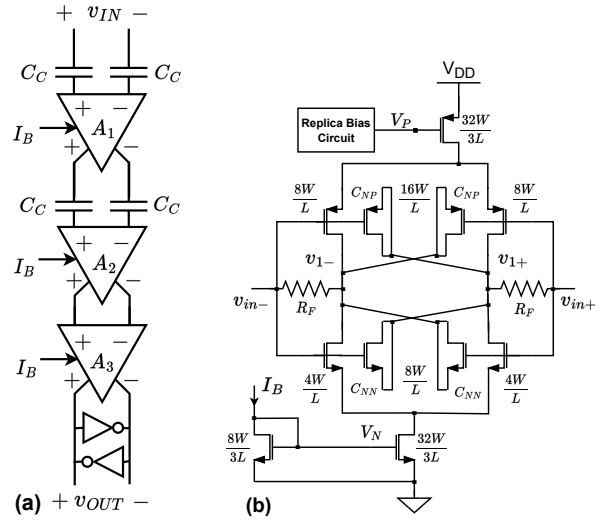 + v_IN −
C_C C_C
+ −
I_B A_1
+ −
C_C C_C
+ −
I_B A_2
+ −
I_B A_3
+ −
(a) + v_OUT −
V_DD
Replica Bias
Circuit
V_P
32W/3L
8W/L C_NP 16W/L C_NP 8W/L
v_1− v_1+
v_in− R_F R_F v_in+
4W/L C_NN 8W/L C_NN 4W/L
I_B
8W/3L V_N 32W/3L
(b)